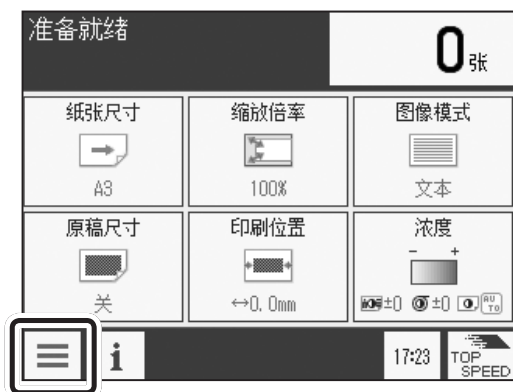 准备就绪
0张
纸张尺寸
缩放倍率
图像模式
A3
100%
文本
原稿尺寸
印刷位置
浓度
- +
关
↔0.0mm
±0 ±0 AUTO
i
17:23
TOP
SPEED